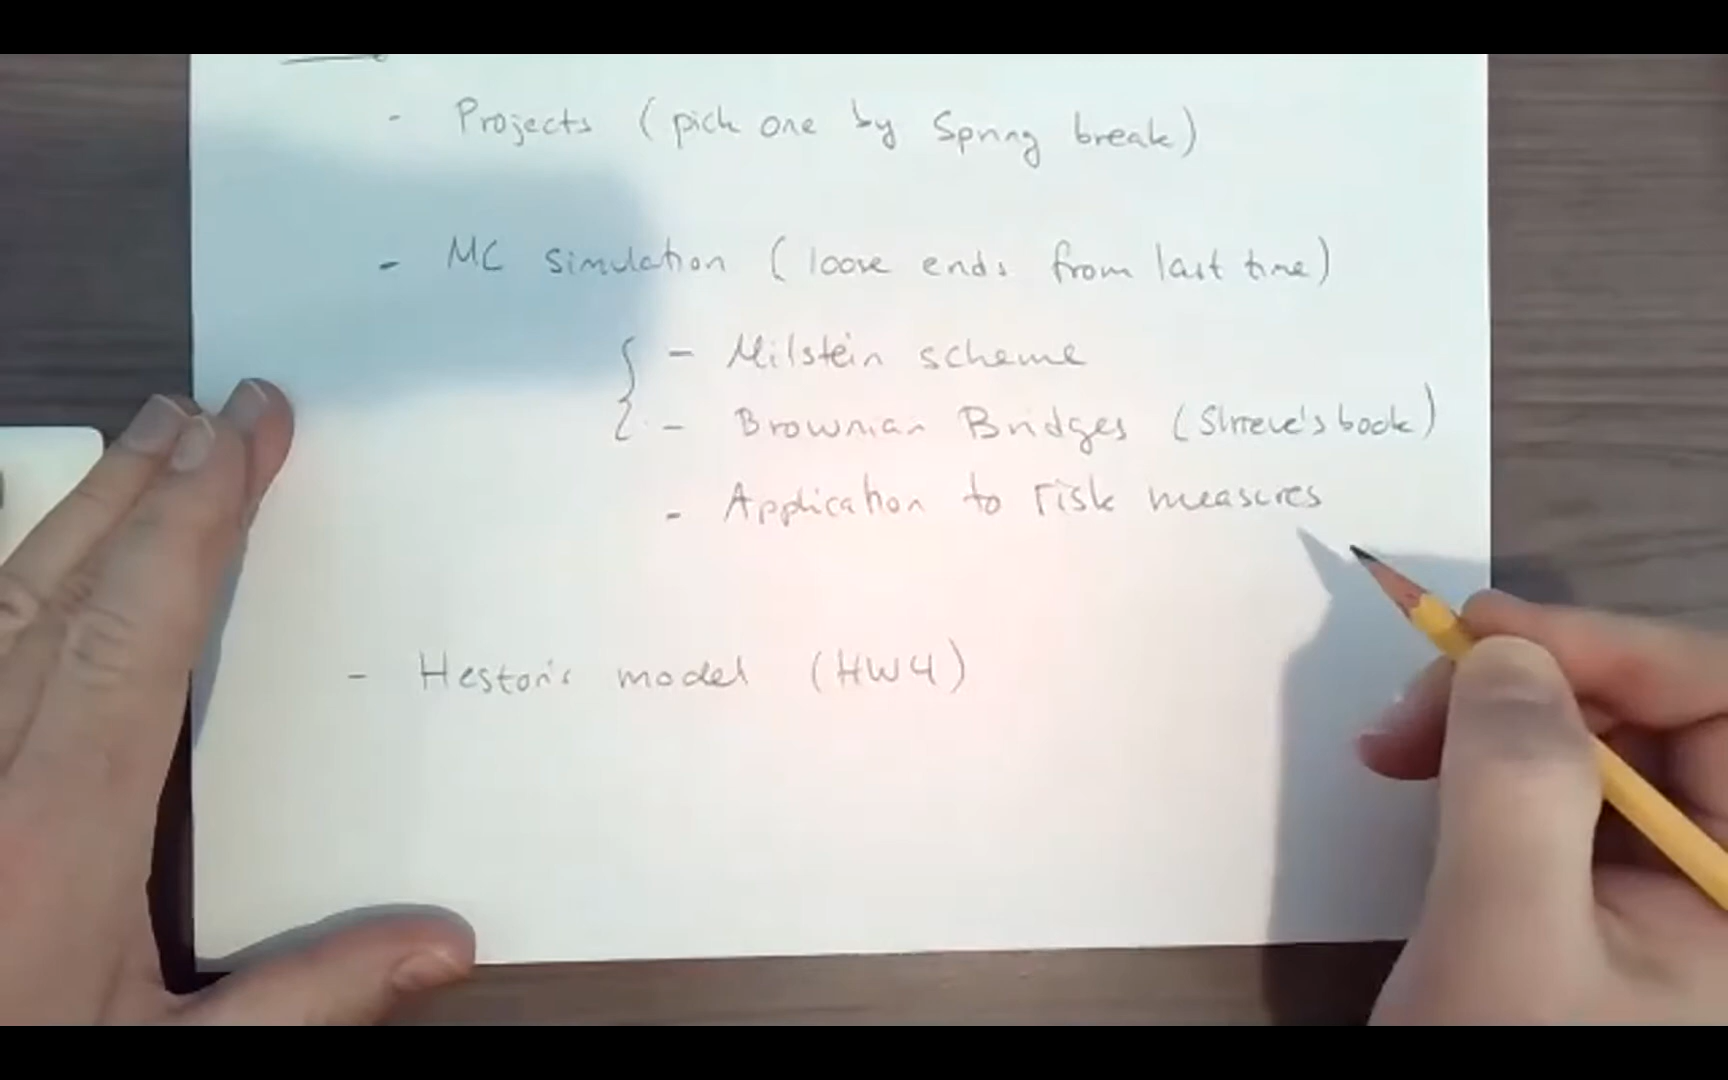 - Projects (pick one by Spring break)
- MC simulation (loose ends from last time)
- Milstein scheme
- Brownian Bridges (Shreve's book)
- Application to risk measures
- Heston's model (HW4)